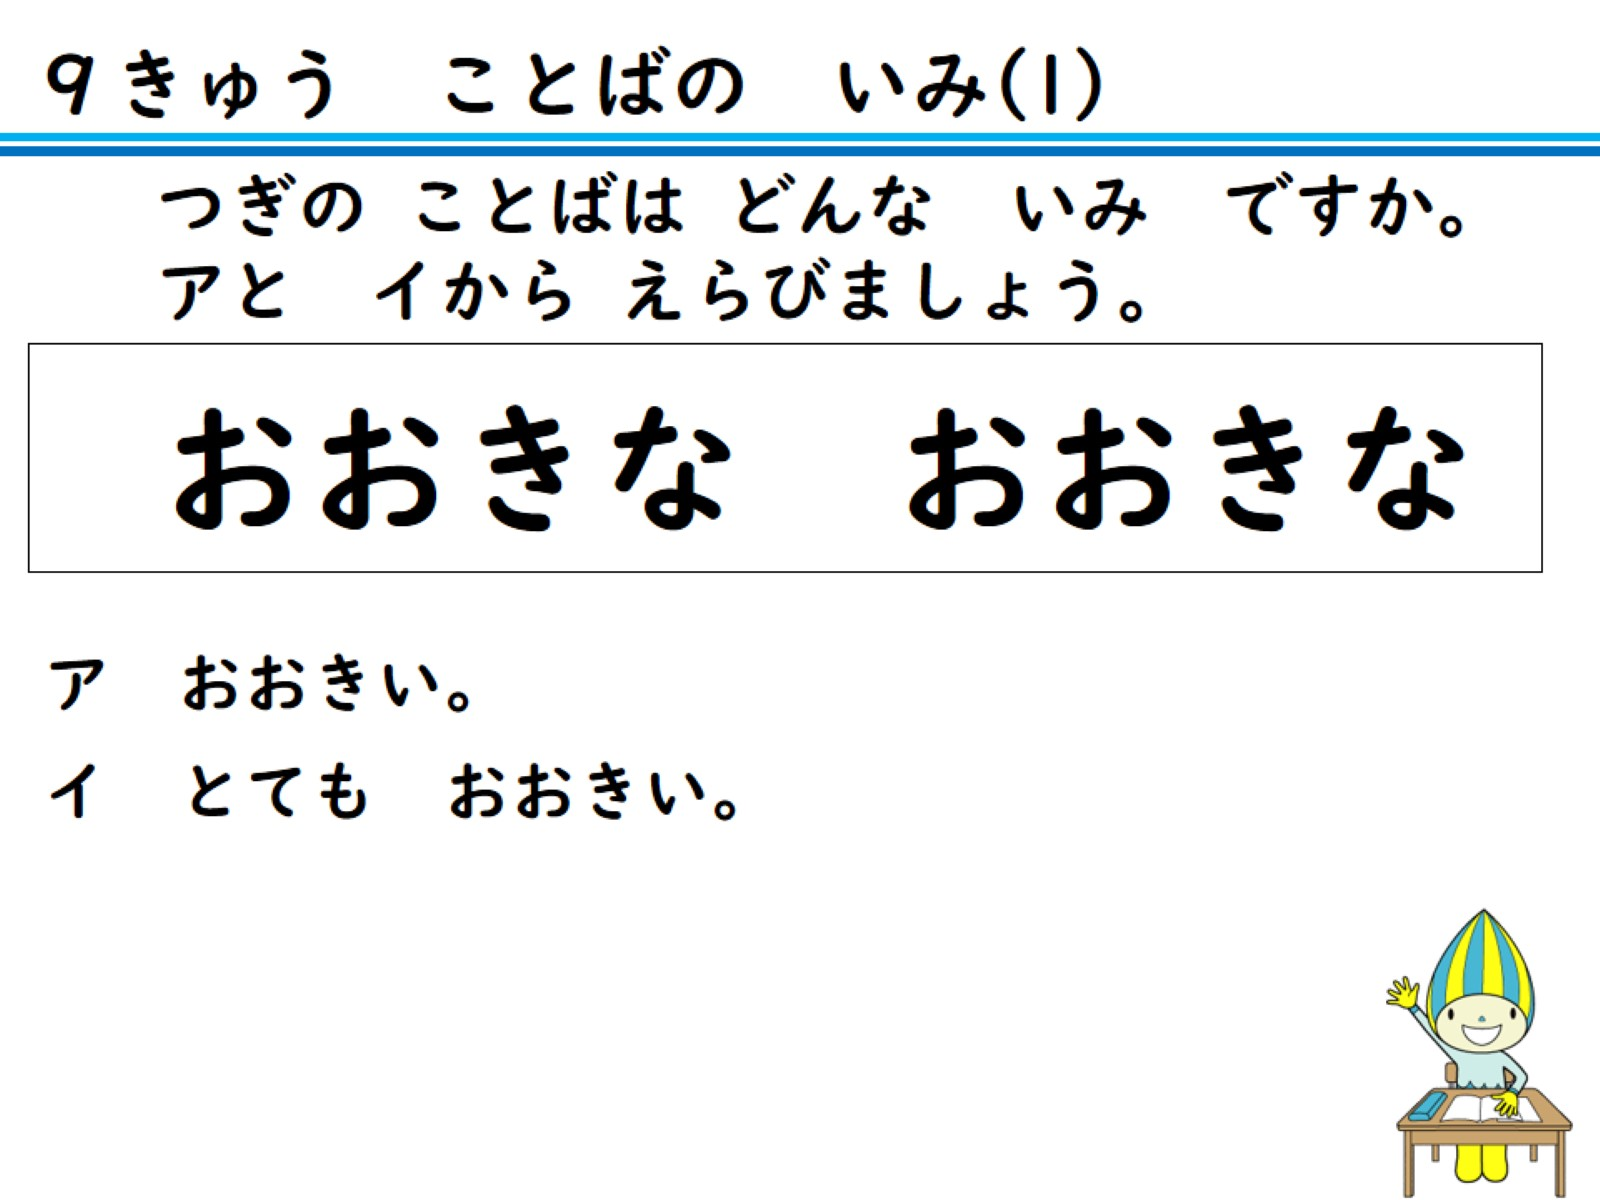 9きゅう　ことばの　いみ(1)
つぎの ことばは どんな　いみ　ですか。
アと　イから えらびましょう。
おおきな　おおきな
ア　おおきい。
イ　とても　おおきい。